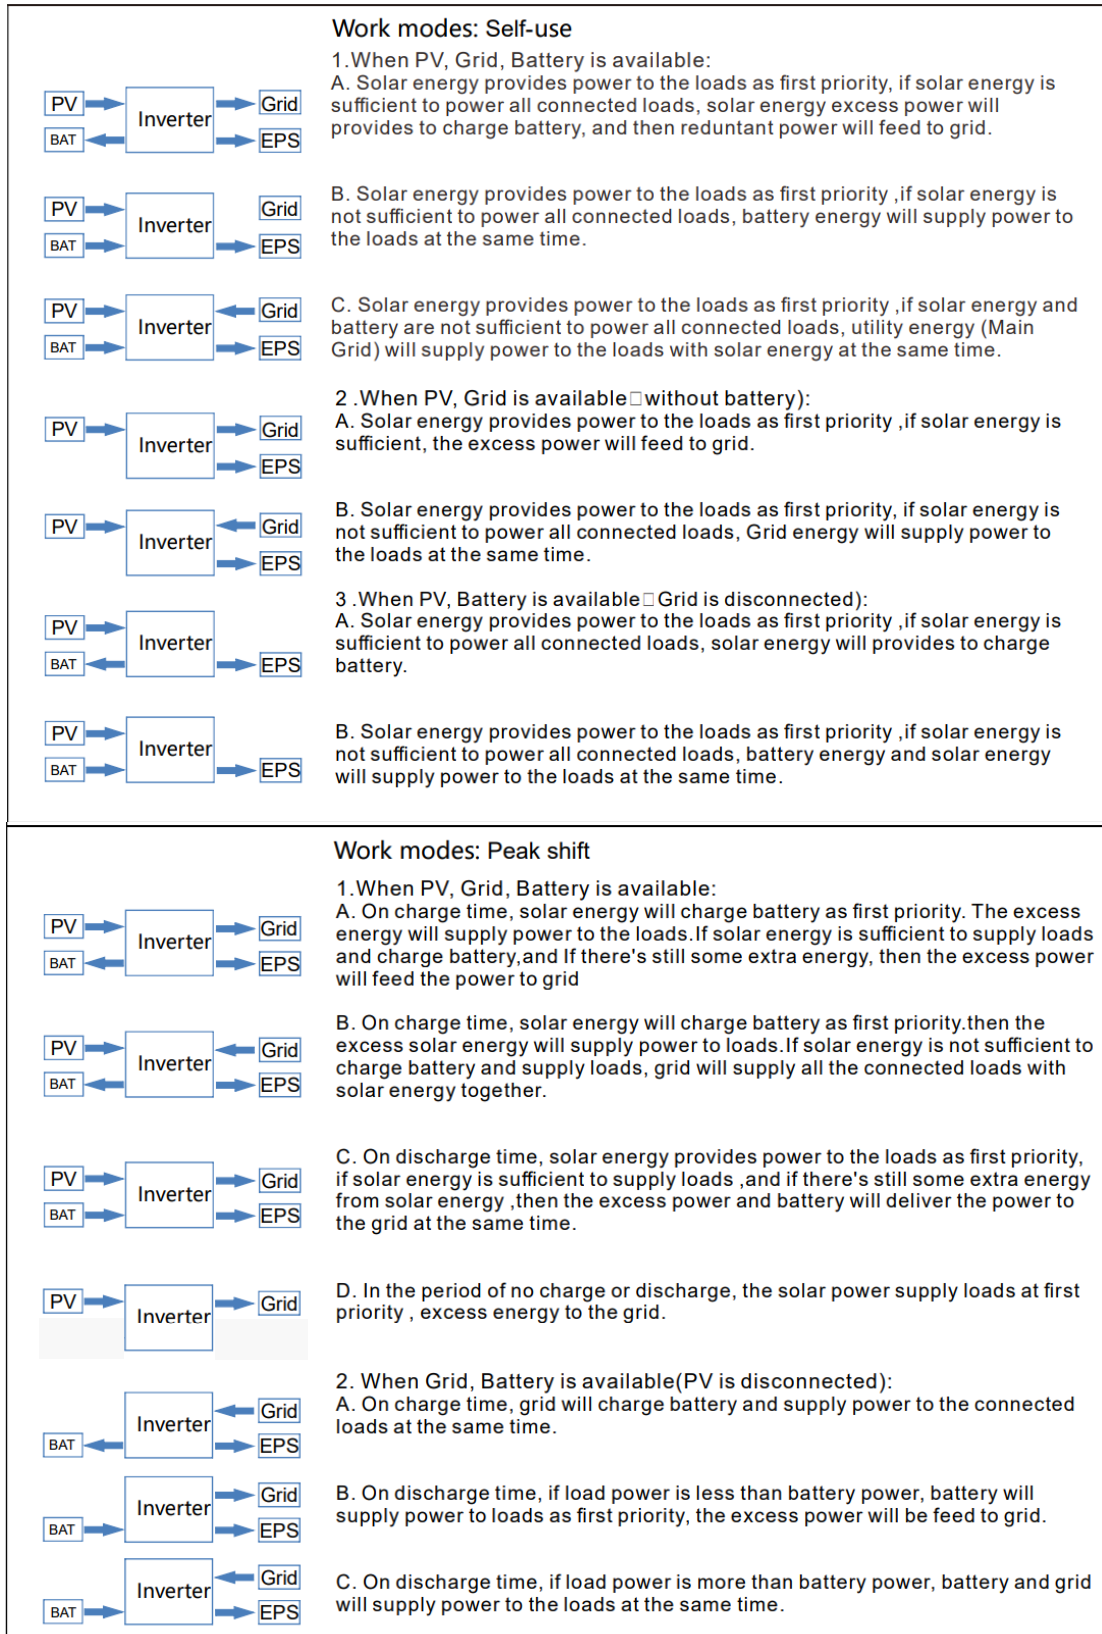 Work modes: Self-use
1.When PV, Grid, Battery is available:
A. Solar energy provides power to the loads as first priority, if solar energy is
sufficient to power all connected loads, solar energy excess power will
provides to charge battery, and then reduntant power will feed to grid.
PV
BAT
Inverter
Grid
EPS
B. Solar energy provides power to the loads as first priority ,if solar energy is
not sufficient to power all connected loads, battery energy will supply power to
the loads at the same time.
PV
BAT
Inverter
Grid
EPS
C. Solar energy provides power to the loads as first priority ,if solar energy and
battery are not sufficient to power all connected loads, utility energy (Main
Grid) will supply power to the loads with solar energy at the same time.
PV
BAT
Inverter
Grid
EPS
2 .When PV, Grid is available□without battery):
A. Solar energy provides power to the loads as first priority ,if solar energy is
sufficient, the excess power will feed to grid.
PV
Inverter
Grid
EPS
B. Solar energy provides power to the loads as first priority, if solar energy is
not sufficient to power all connected loads, Grid energy will supply power to
the loads at the same time.
PV
Inverter
Grid
EPS
3 .When PV, Battery is available□Grid is disconnected):
A. Solar energy provides power to the loads as first priority ,if solar energy is
sufficient to power all connected loads, solar energy will provides to charge
battery.
PV
BAT
Inverter
EPS
B. Solar energy provides power to the loads as first priority ,if solar energy is
not sufficient to power all connected loads, battery energy and solar energy
will supply power to the loads at the same time.
PV
BAT
Inverter
EPS
Work modes: Peak shift
1.When PV, Grid, Battery is available:
A. On charge time, solar energy will charge battery as first priority. The excess
energy will supply power to the loads.If solar energy is sufficient to supply loads
and charge battery,and If there's still some extra energy, then the excess power
will feed the power to grid
PV
BAT
Inverter
Grid
EPS
B. On charge time, solar energy will charge battery as first priority.then the
excess solar energy will supply power to loads.If solar energy is not sufficient to
charge battery and supply loads, grid will supply all the connected loads with
solar energy together.
PV
BAT
Inverter
Grid
EPS
C. On discharge time, solar energy provides power to the loads as first priority,
if solar energy is sufficient to supply loads ,and if there's still some extra energy
from solar energy ,then the excess power and battery will deliver the power to
the grid at the same time.
PV
BAT
Inverter
Grid
EPS
D. In the period of no charge or discharge, the solar power supply loads at first
priority , excess energy to the grid.
PV
Inverter
Grid
2. When Grid, Battery is available(PV is disconnected):
A. On charge time, grid will charge battery and supply power to the connected
loads at the same time.
BAT
Inverter
Grid
EPS
B. On discharge time, if load power is less than battery power, battery will
supply power to loads as first priority, the excess power will be feed to grid.
BAT
Inverter
Grid
EPS
C. On discharge time, if load power is more than battery power, battery and grid
will supply power to the loads at the same time.
BAT
Inverter
Grid
EPS